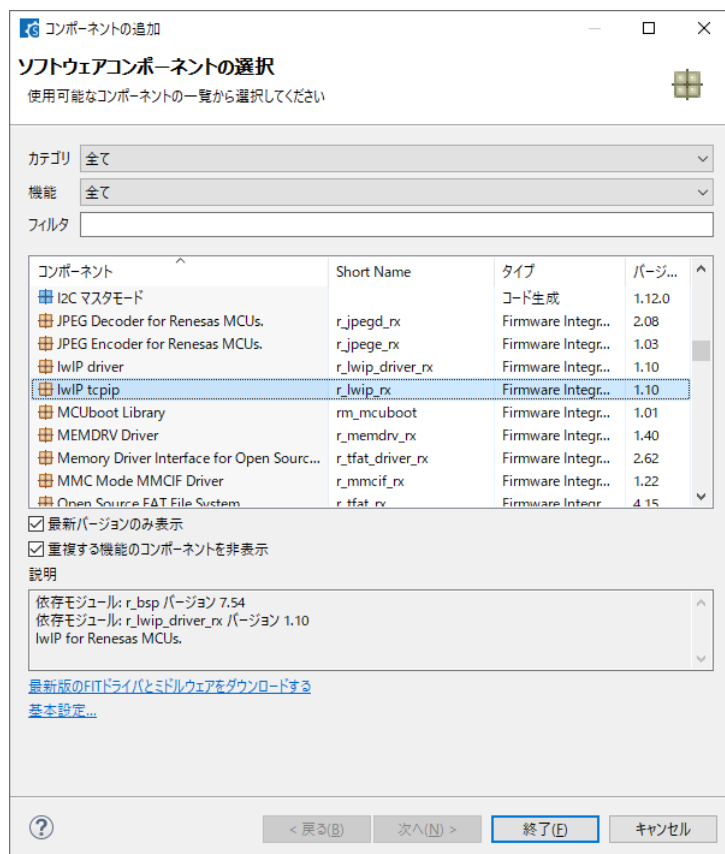 コンポーネントの追加
ソフトウェアコンポーネントの選択
使用可能なコンポーネントの一覧から選択してください
カテゴリ 全て
機能 全て
フィルタ
コンポーネント Short Name タイプ バージ...
I2C マスタモード コード生成 1.12.0
JPEG Decoder for Renesas MCUs. r_jpegd_rx Firmware Integr... 2.08
JPEG Encoder for Renesas MCUs. r_jpege_rx Firmware Integr... 1.03
lwIP driver r_lwip_driver_rx Firmware Integr... 1.10
lwIP tcpip r_lwip_rx Firmware Integr... 1.10
MCUboot Library rm_mcuboot Firmware Integr... 1.01
MEMDRV Driver r_memdrv_rx Firmware Integr... 1.40
Memory Driver Interface for Open Sourc... r_tfat_driver_rx Firmware Integr... 2.62
MMC Mode MMCIF Driver r_mmcif_rx Firmware Integr... 1.22
Open Source FAT File System r_tfat_rx Firmware Integr 4.15
最新バージョンのみ表示
重複する機能のコンポーネントを非表示
説明
依存モジュール: r_bsp バージョン 7.54
依存モジュール: r_lwip_driver_rx バージョン 1.10
lwIP for Renesas MCUs.
最新版のFITドライバとミドルウェアをダウンロードする
基本設定...
< 戻る(B) 次へ(N) > 終了(F) キャンセル